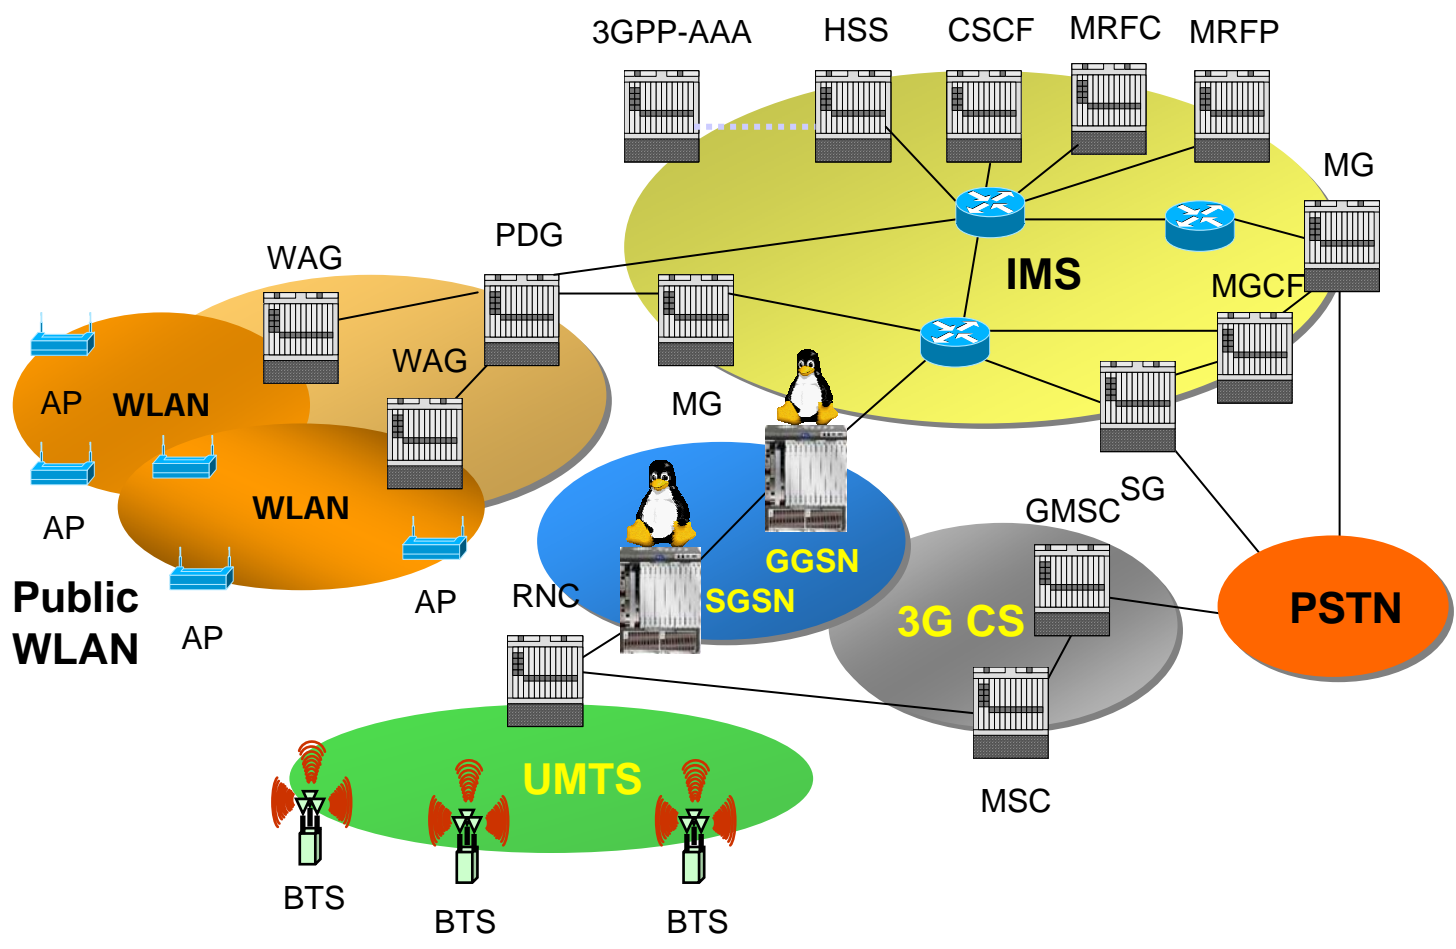 3GPP-AAA
HSS
CSCF
MRFC
MRFP
MG
PDG
WAG
IMS
MGCF
WAG
AP
WLAN
MG
SG
WLAN
AP
GMSC
GGSN
Public
WLAN
RNC
SGSN
AP
AP
3G CS
PSTN
UMTS
MSC
BTS
BTS
BTS